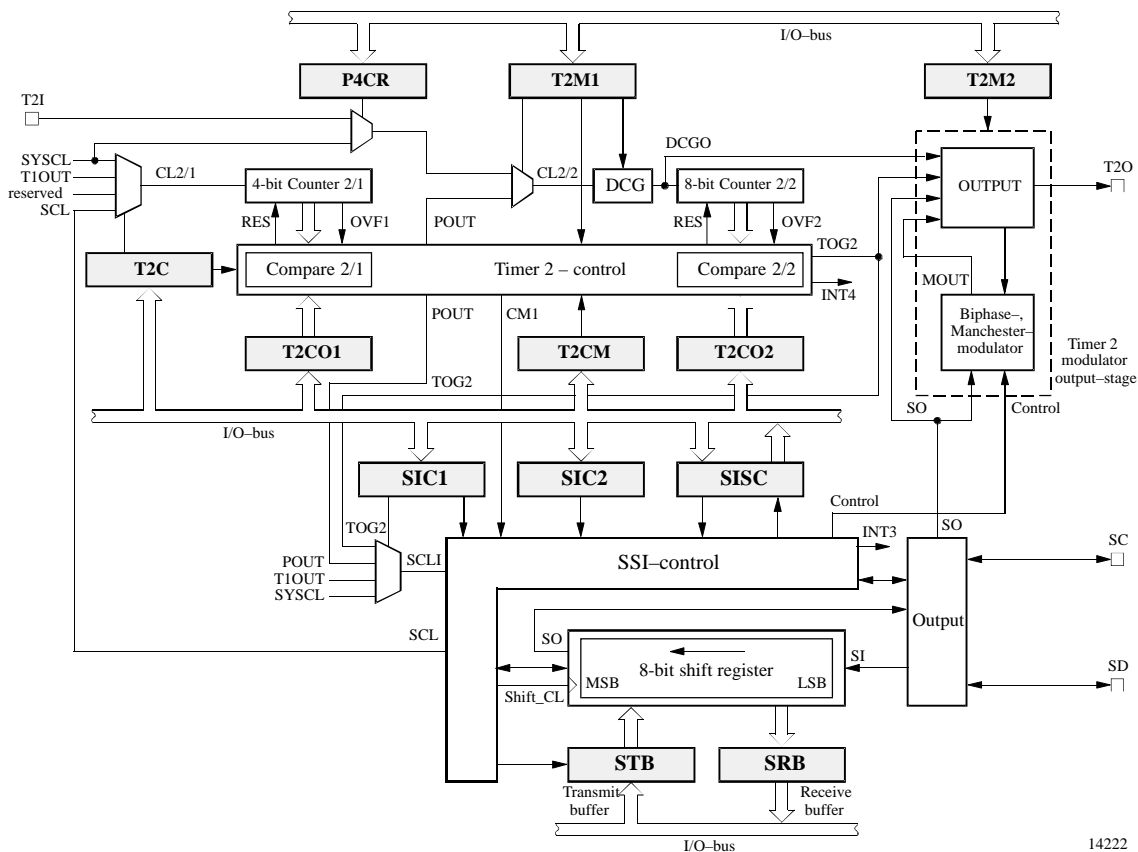 I/O–bus
P4CR
T2M1
T2M2
T2I
DCGO
SYSCL
T1OUT
reserved
SCL
CL2/1
4-bit Counter 2/1
CL2/2
DCG
8-bit Counter 2/2
OUTPUT
T2O
RES
OVF1
POUT
RES
OVF2
TOG2
T2C
Compare 2/1
Timer 2 – control
Compare 2/2
INT4
MOUT
POUT
CM1
Biphase–,
Manchester–
modulator
T2CO1
T2CM
T2CO2
Timer 2
modulator
output–stage
TOG2
SO
Control
I/O–bus
SIC1
SIC2
SISC
Control
TOG2
INT3
SO
SC
POUT
T1OUT
SYSCL
SCLI
SSI–control
Output
SCL
SO
8-bit shift register
SI
MSB
LSB
SD
Shift_CL
STB
SRB
Transmit
buffer
Receive
buffer
I/O–bus
14222